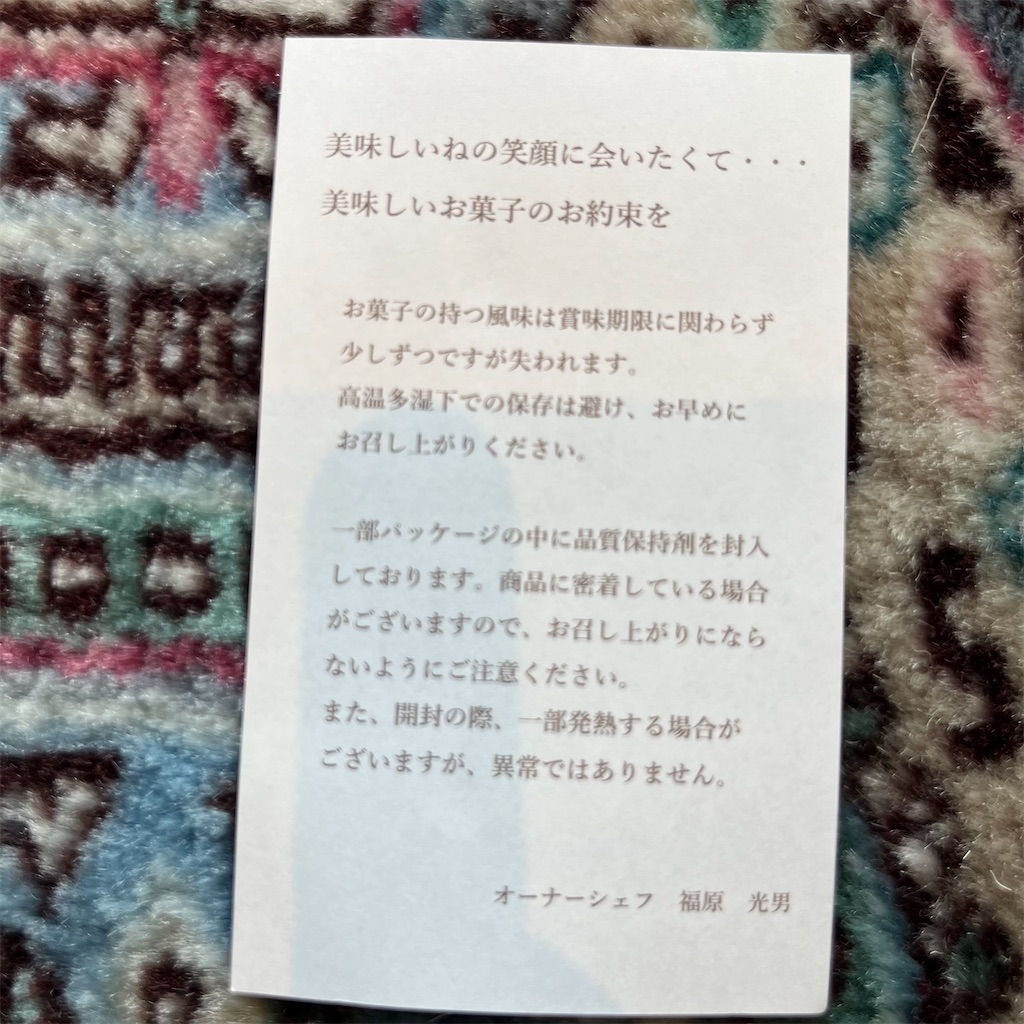 美味しいねの笑顔に会いたくて・・・
美味しいお菓子のお約束を
お菓子の持つ風味は賞味期限に関わらず
少しずつですが失われます。
高温多湿下での保存は避け、お早めに
お召し上がりください。
一部パッケージの中に品質保持剤を封入
しております。商品に密着している場合
がございますので、お召し上がりになら
ないようにご注意ください。
また、開封の際、一部発熱する場合が
ございますが、異常ではありません。
オーナーシェフ　福原　光男